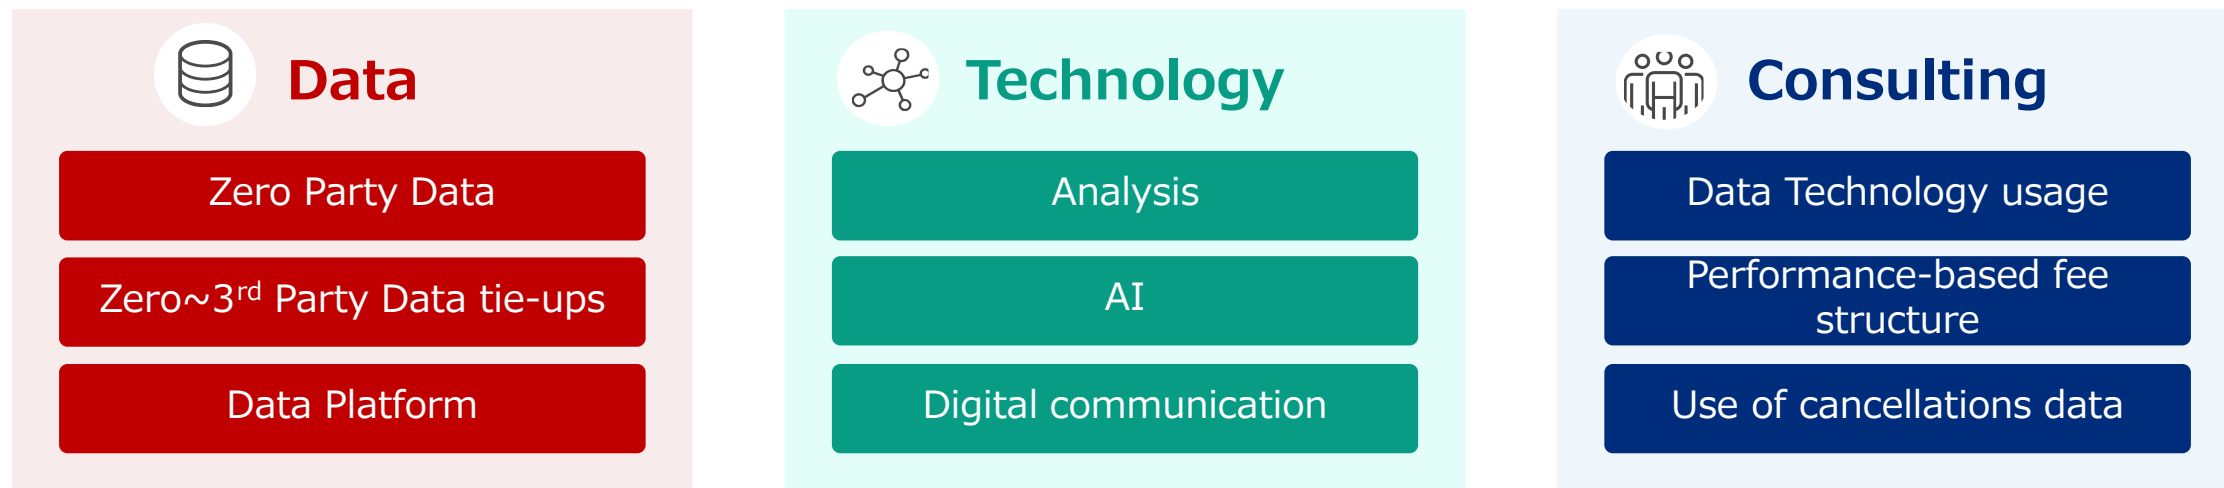 Data
Zero Party Data
Zero~3rd Party Data tie-ups
Data Platform
Technology
Analysis
AI
Digital communication
Consulting
Data Technology usage
Performance-based fee
structure
Use of cancellations data